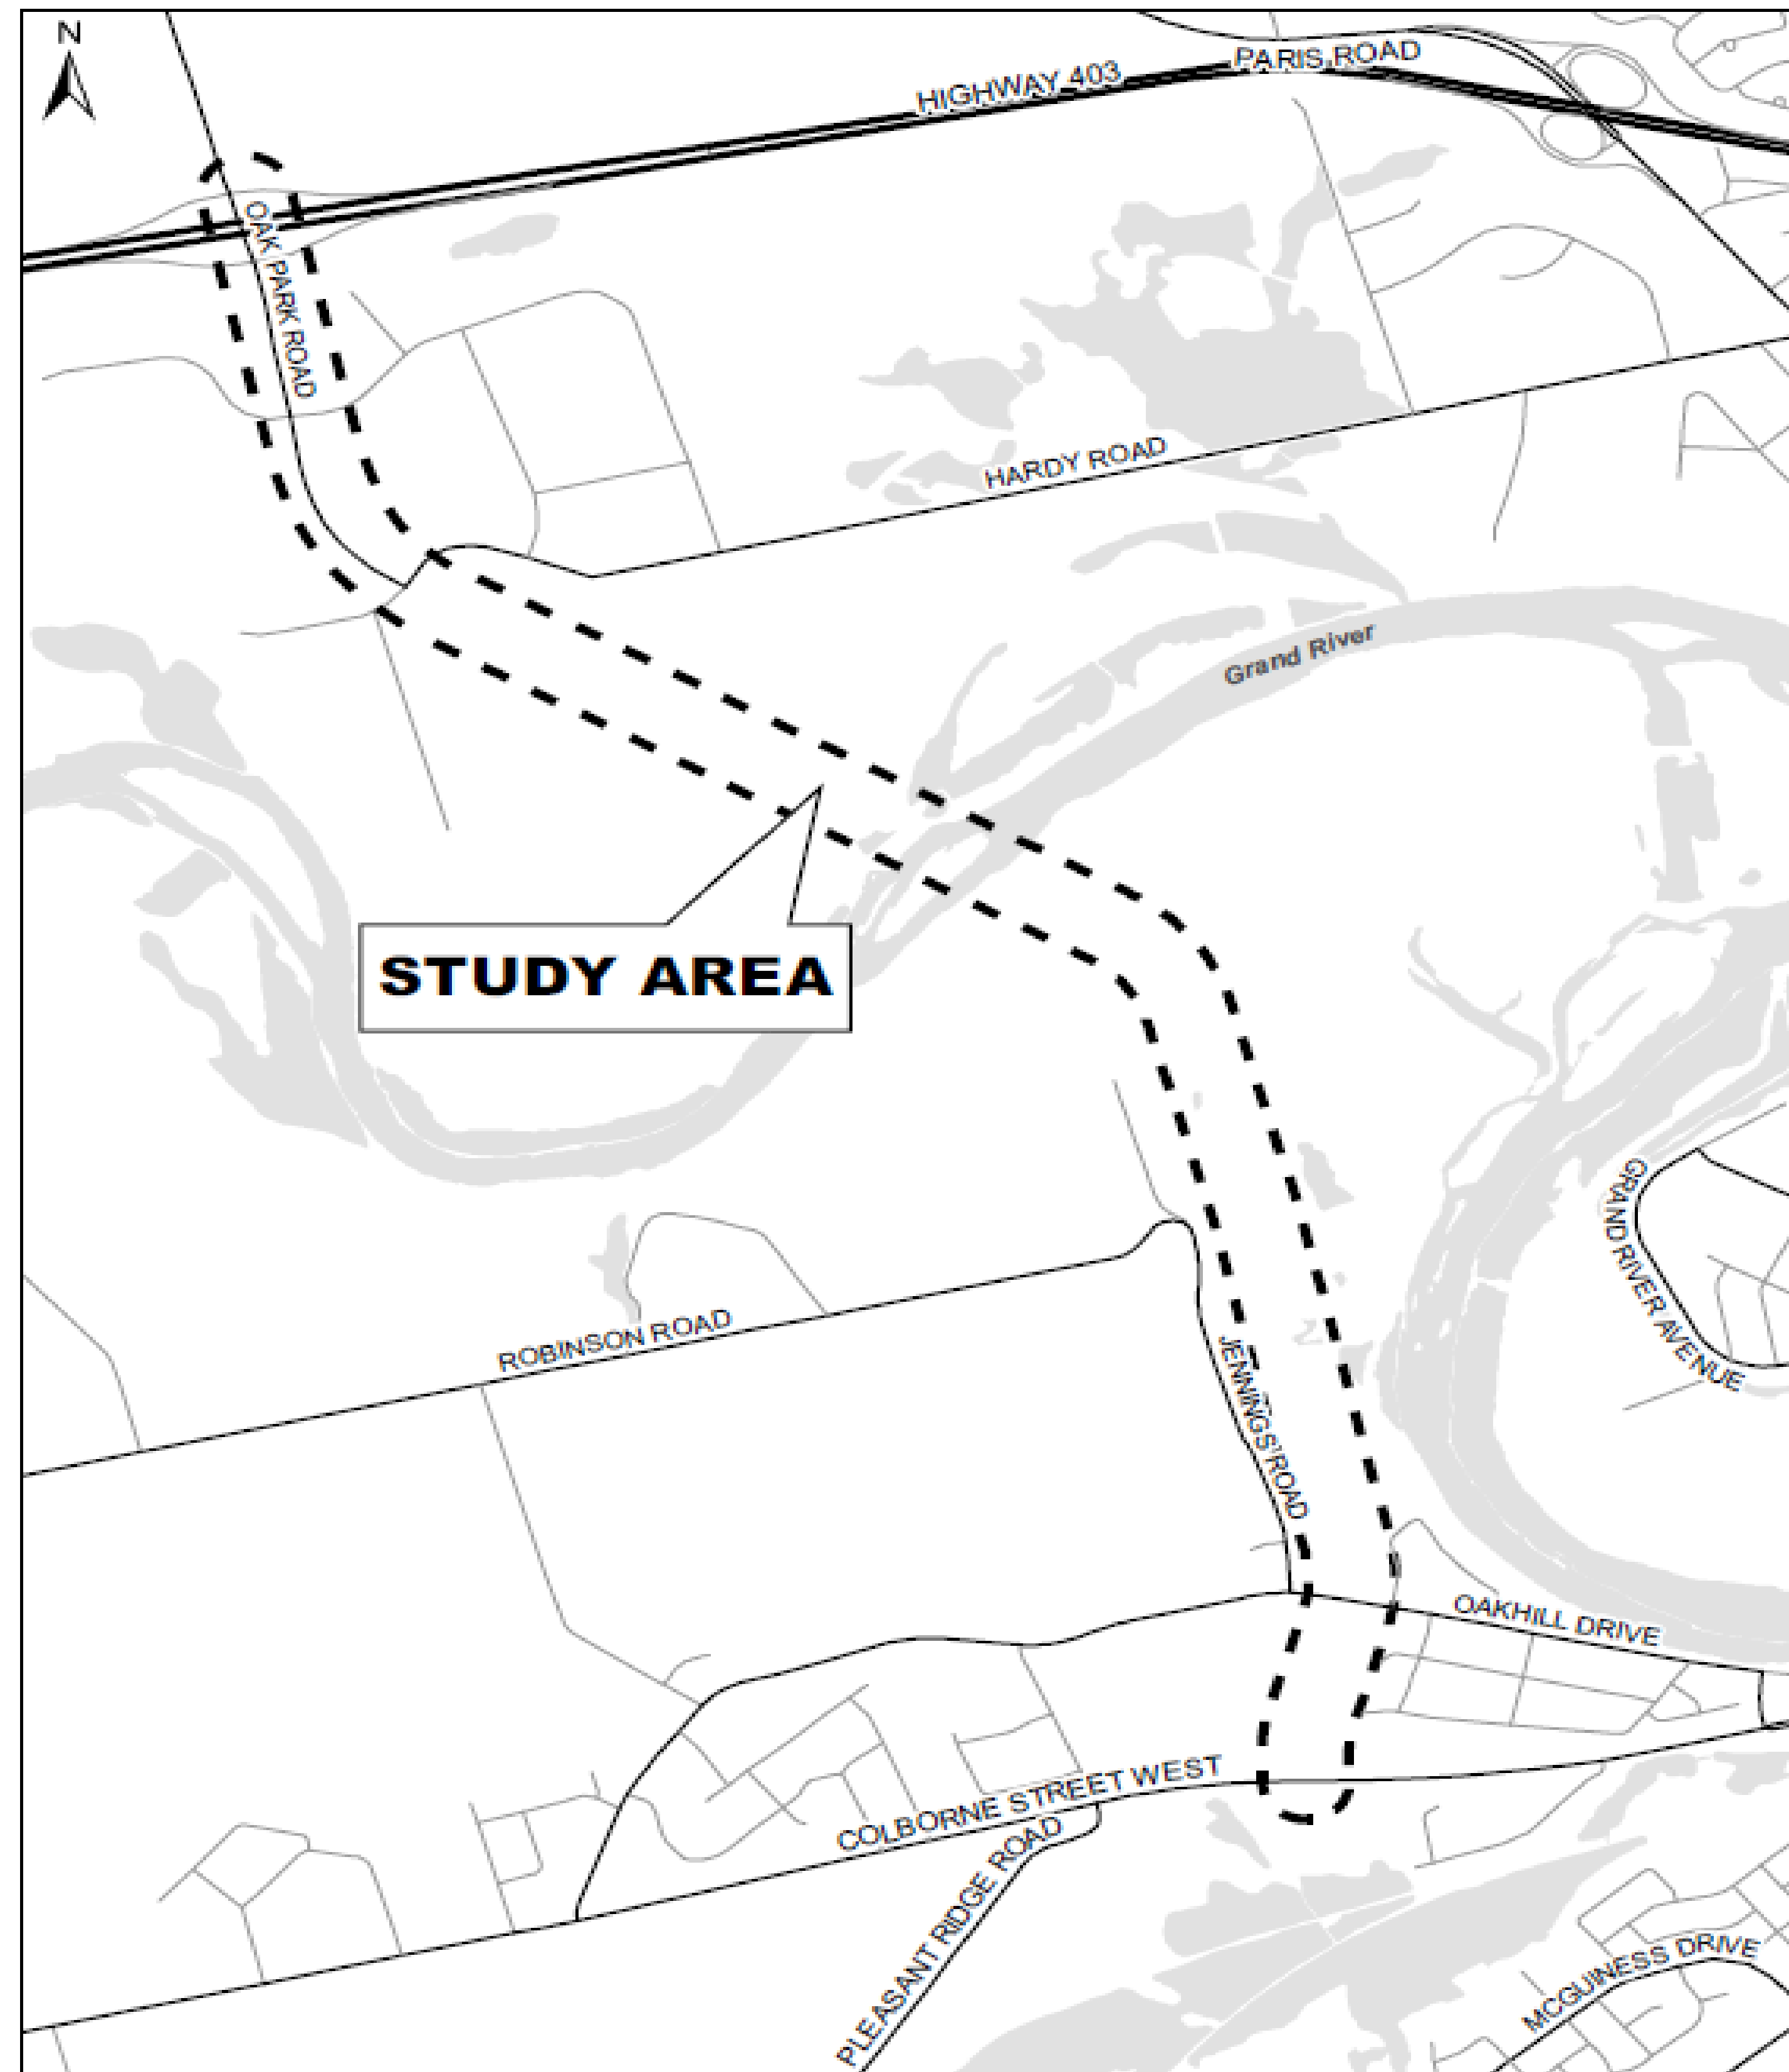 N
PARIS ROAD
HIGHWAY 403
OAK PARK ROAD
HARDY ROAD
Grand River
STUDY AREA
GRAND RIVER AVENUE
ROBINSON ROAD
JENNINGS ROAD
OAKHILL DRIVE
COLBORNE STREET WEST
PLEASANT RIDGE ROAD
MCGUINESS DRIVE